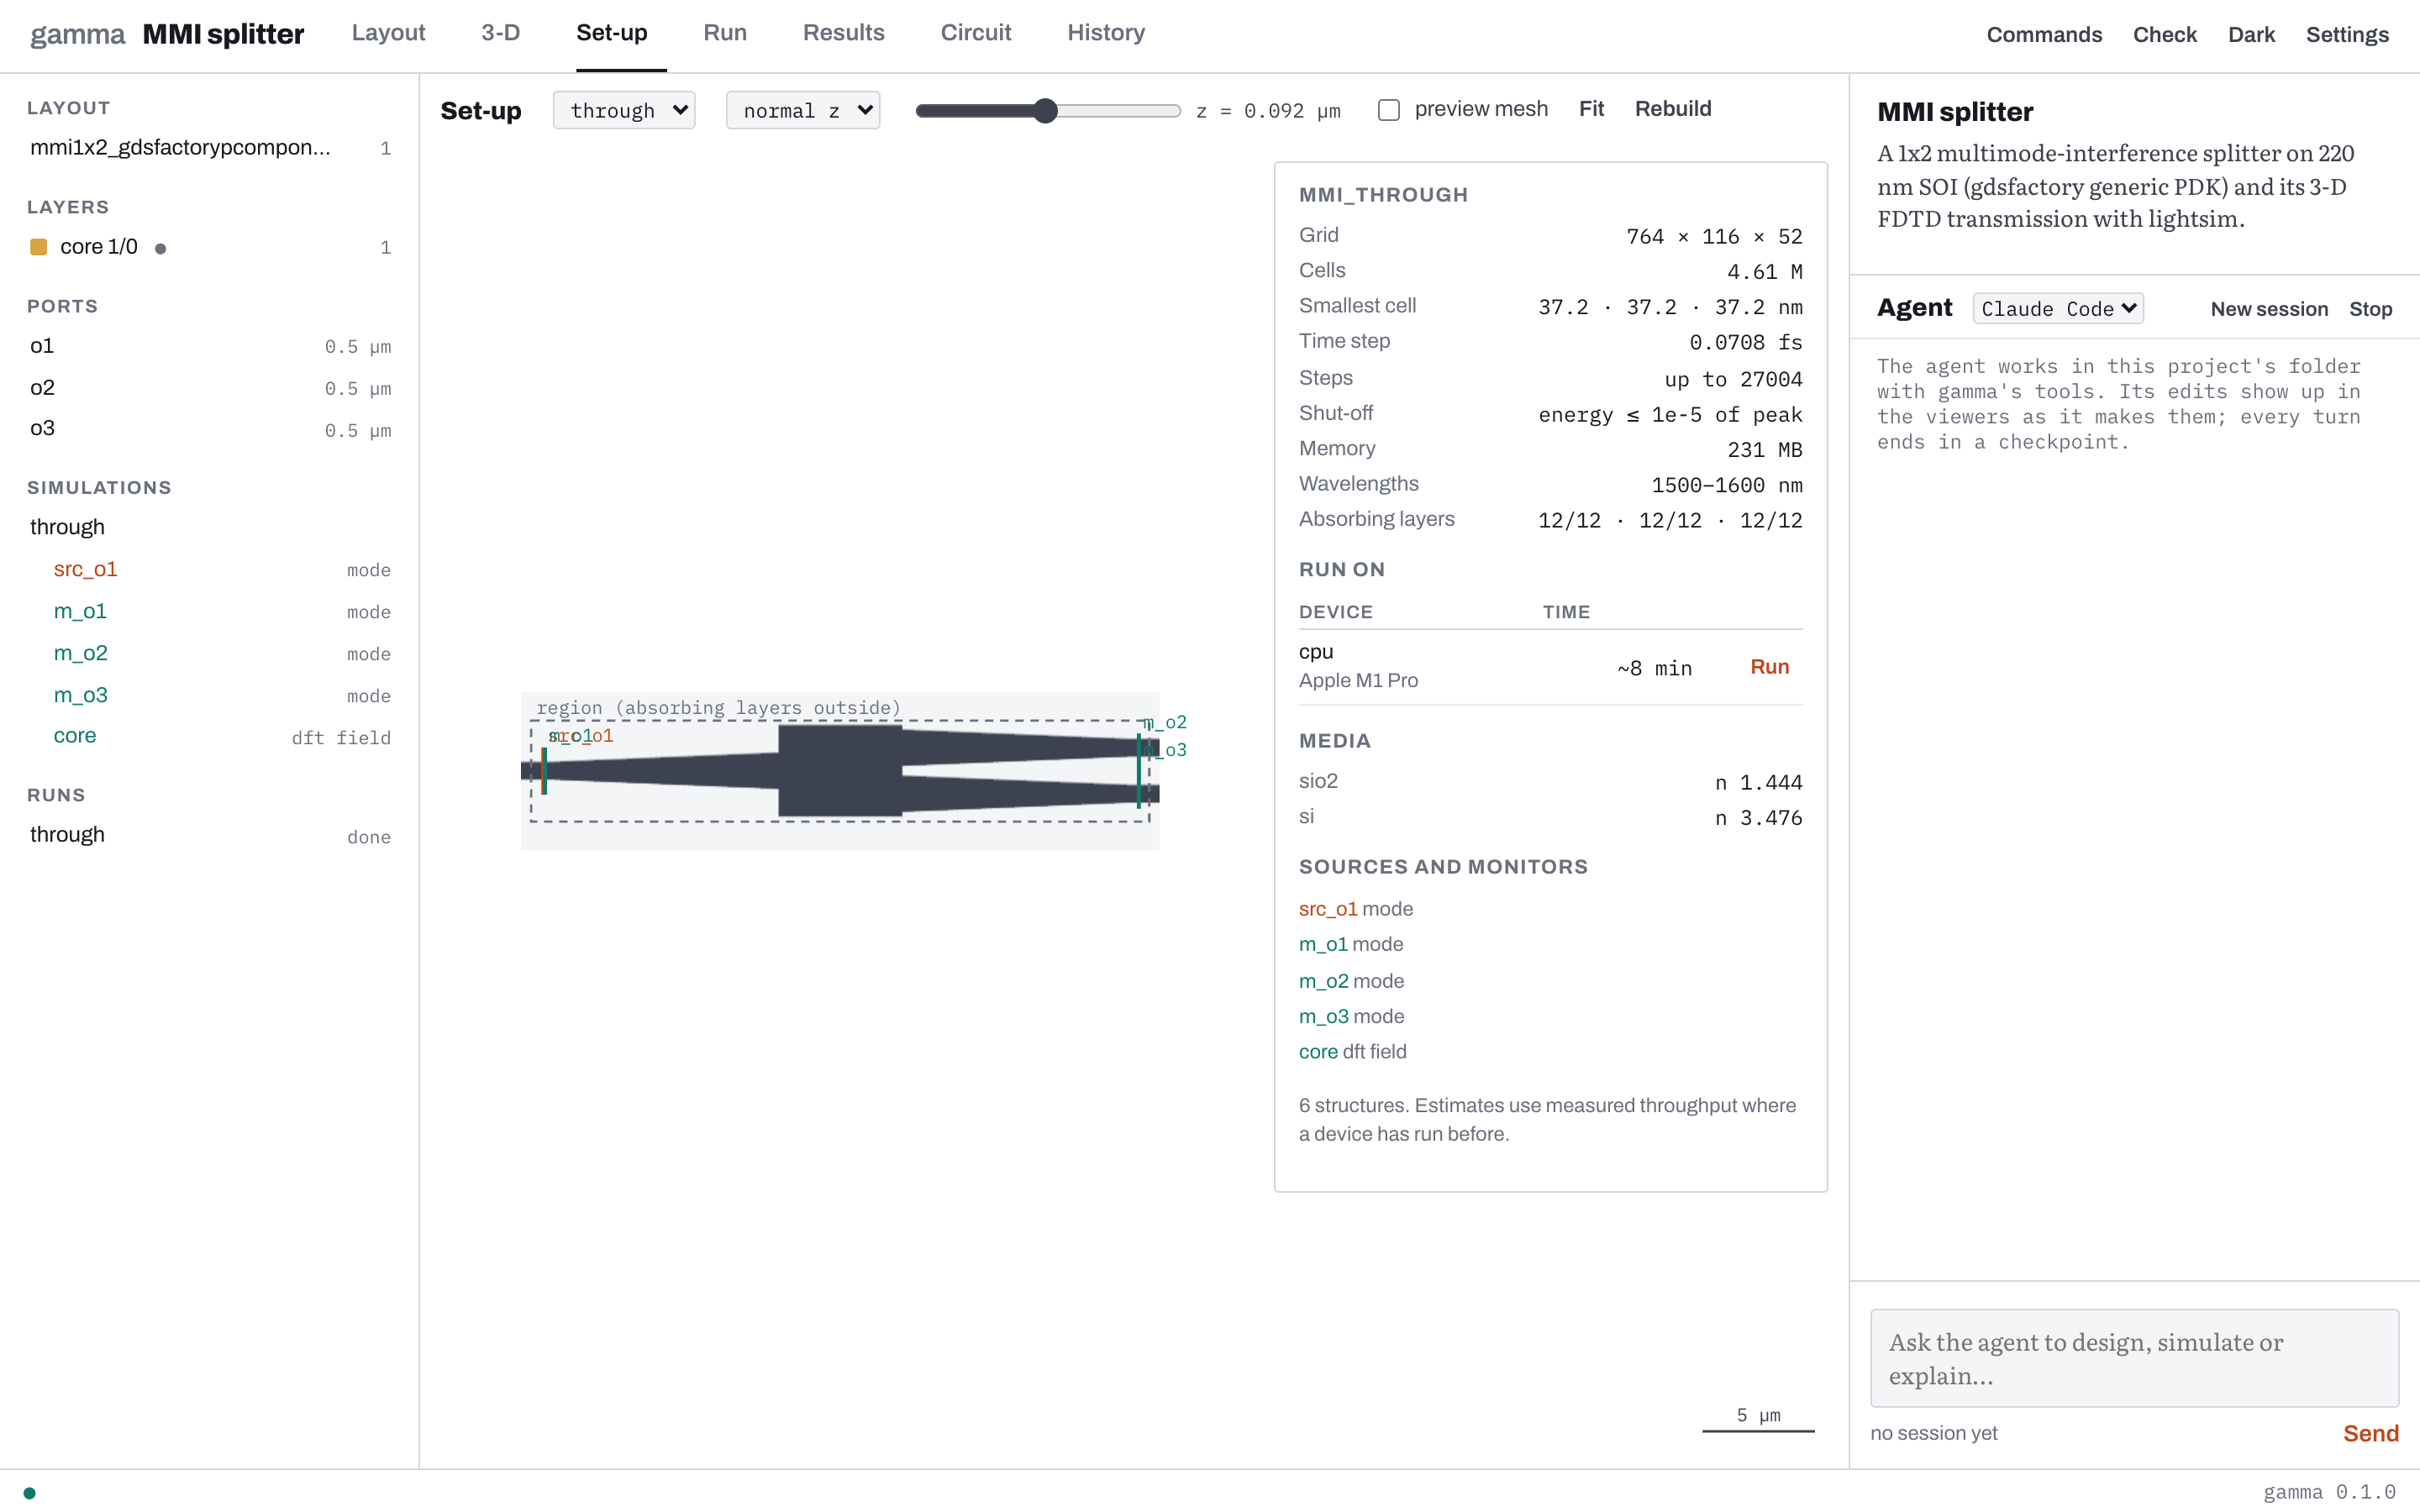 gamma MMI splitter Layout 3-D Set-up Run Results Circuit History Commands Check Dark Settings
LAYOUT
mmi1x2_gdsfactorypcompon... 1
LAYERS
core 1/0 1
PORTS
o1 0.5 µm
o2 0.5 µm
o3 0.5 µm
SIMULATIONS
through
src_o1 mode
m_o1 mode
m_o2 mode
m_o3 mode
core dft field
RUNS
through done
Set-up through normal z z = 0.092 µm preview mesh Fit Rebuild
region (absorbing layers outside)
m_o1 src_o1
m_o2
m_o3
5 µm
MMI_THROUGH
Grid 764 × 116 × 52
Cells 4.61 M
Smallest cell 37.2 · 37.2 · 37.2 nm
Time step 0.0708 fs
Steps up to 27004
Shut-off energy ≤ 1e-5 of peak
Memory 231 MB
Wavelengths 1500–1600 nm
Absorbing layers 12/12 · 12/12 · 12/12
RUN ON
DEVICE TIME
cpu
Apple M1 Pro ~8 min Run
MEDIA
sio2 n 1.444
si n 3.476
SOURCES AND MONITORS
src_o1 mode
m_o1 mode
m_o2 mode
m_o3 mode
core dft field
6 structures. Estimates use measured throughput where
a device has run before.
MMI splitter
A 1x2 multimode-interference splitter on 220
nm SOI (gdsfactory generic PDK) and its 3-D
FDTD transmission with lightsim.
Agent Claude Code New session Stop
The agent works in this project's folder
with gamma's tools. Its edits show up in
the viewers as it makes them; every turn
ends in a checkpoint.
Ask the agent to design, simulate or
explain...
no session yet Send
gamma 0.1.0